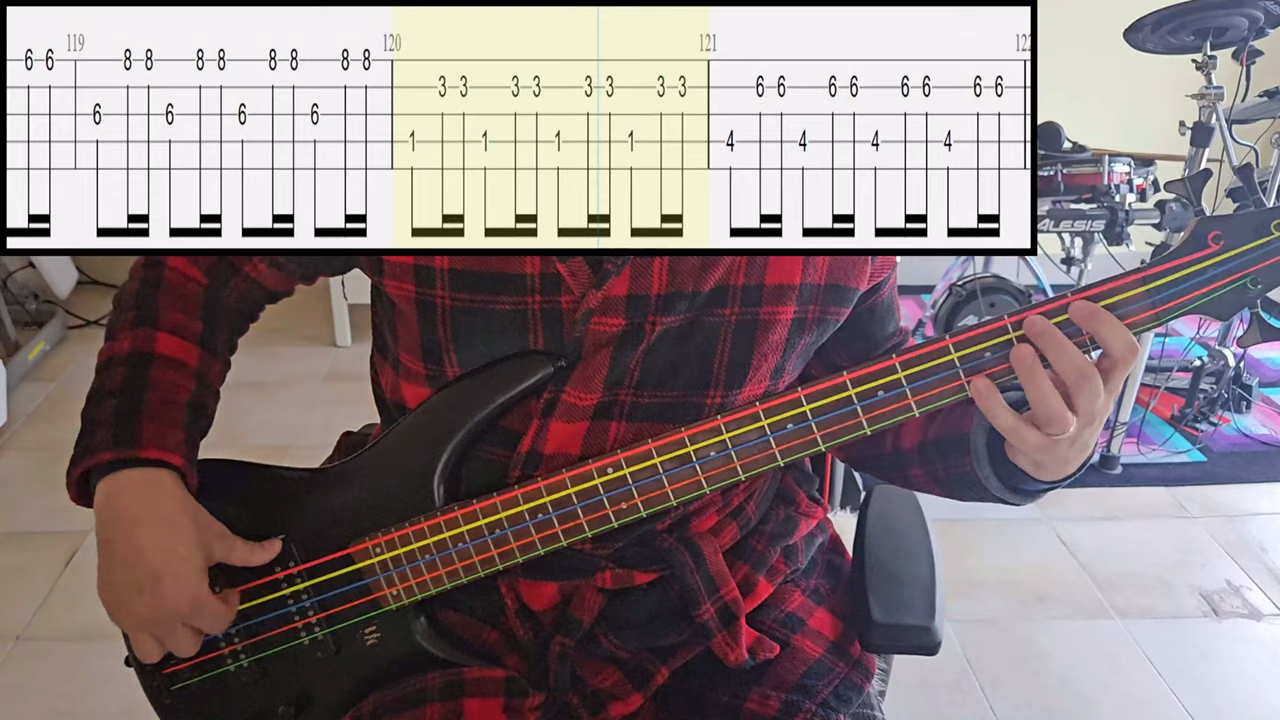 119 120 121 122
6 6 8 8 8 8 8 8 8 8
3 3 3 3 3 3 3 3 6 6 6 6 6 6 6 6
6 6 6 6
1 1 1 1 4 4 4 4
ALESIS